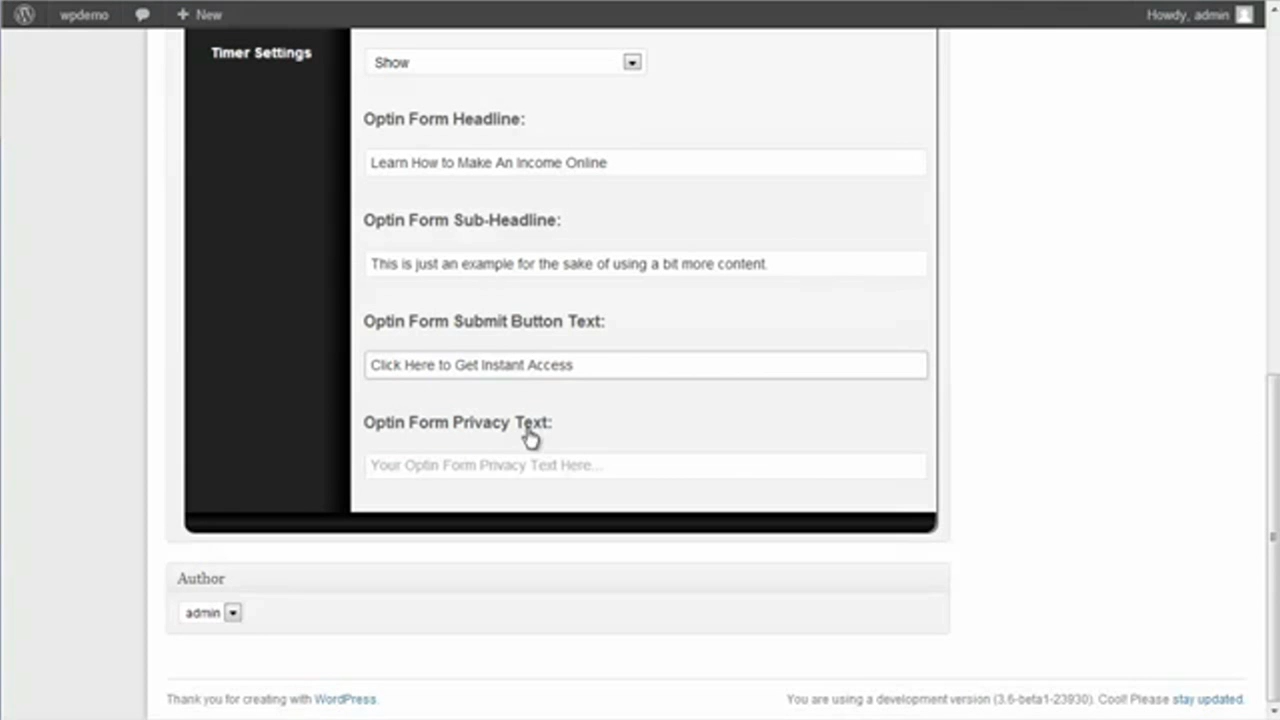 wpdemo
New
Howdy, admin
Timer Settings
Show
Optin Form Headline:
Learn How to Make An Income Online
Optin Form Sub-Headline:
This is just an example for the sake of using a bit more content.
Optin Form Submit Button Text:
Click Here to Get Instant Access
Optin Form Privacy Text:
Your Optin Form Privacy Text Here...
Author
admin
Thank you for creating with WordPress.
You are using a development version (3.6-beta1-23930). Cool! Please stay updated.